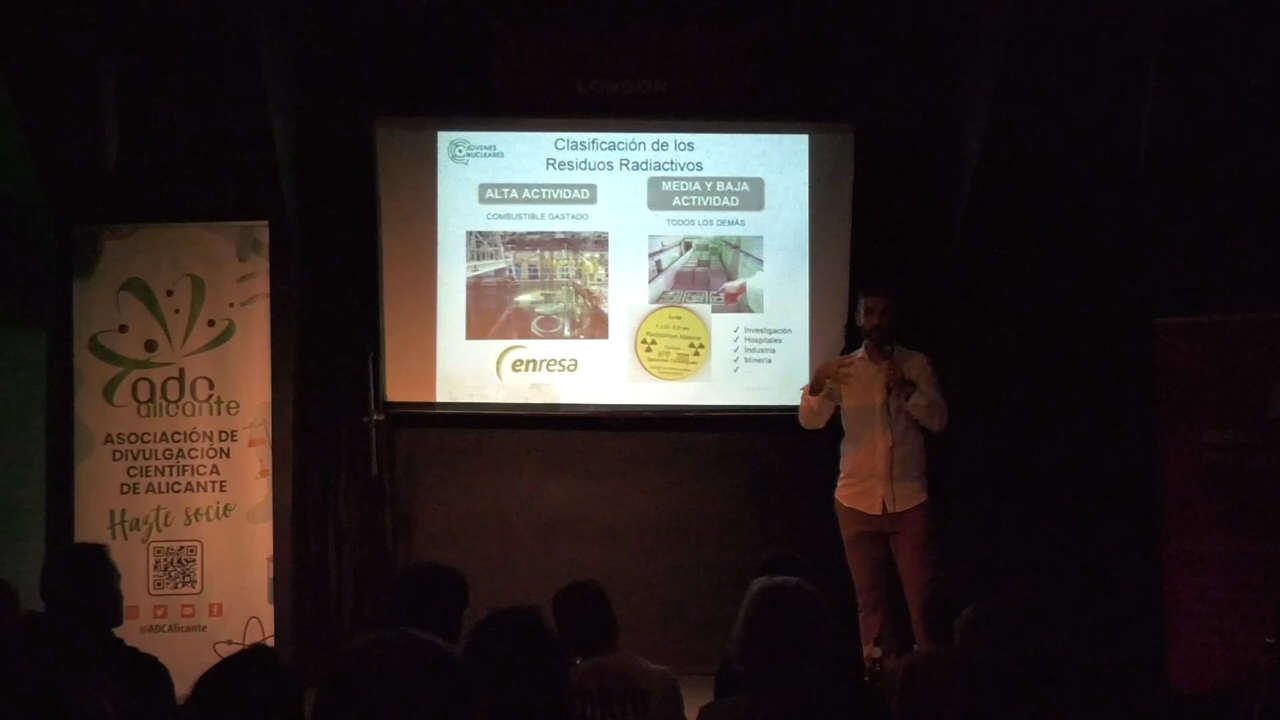 LONDON
JÓVENES
NUCLEARES
Clasificación de los
Residuos Radiactivos
ALTA ACTIVIDAD
COMBUSTIBLE GASTADO
enresa
MEDIA Y BAJA
ACTIVIDAD
TODOS LOS DEMÁS
✓ Investigación
✓ Hospitales
✓ Industria
✓ Minería
✓ ...
adc
alicante
ASOCIACIÓN DE
DIVULGACIÓN
CIENTÍFICA
DE ALICANTE
Hazte socio
@ADCAlicante